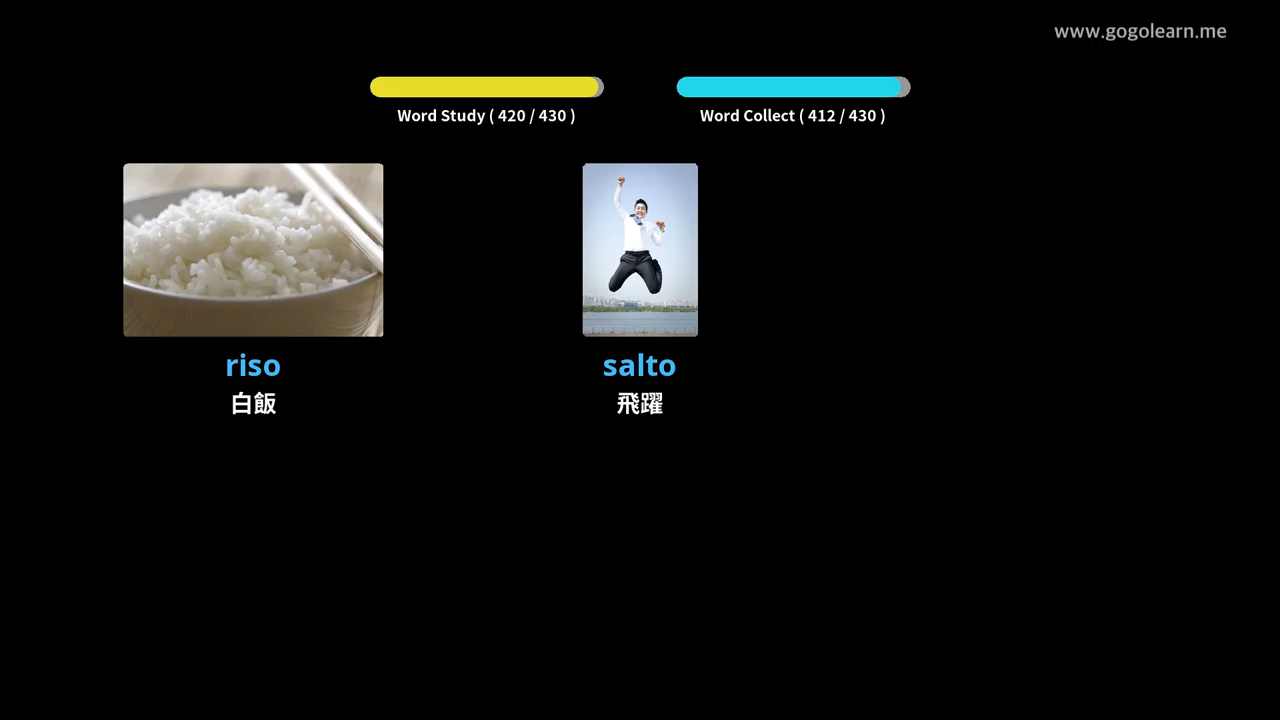 www.gogolearn.me
Word Study ( 420 / 430 )
Word Collect ( 412 / 430 )
riso
白飯
salto
飛躍